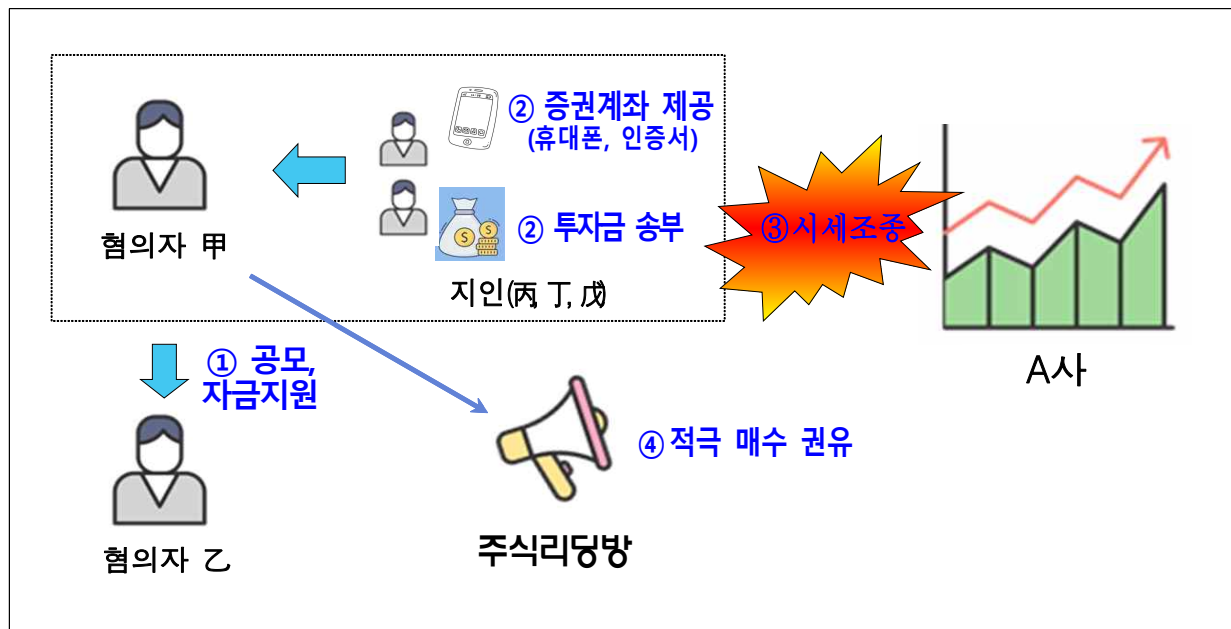 ② 증권계좌 제공
(휴대폰, 인증서)
② 투자금 송부
혐의자 甲
지인(丙, 丁, 戊)
③시세조종
A사
① 공모,
자금지원
④ 적극 매수 권유
혐의자 乙
주식리딩방